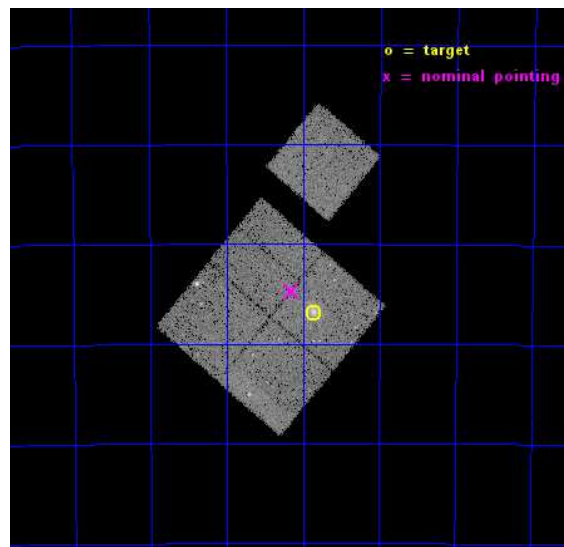 o = target
x = nominal pointing